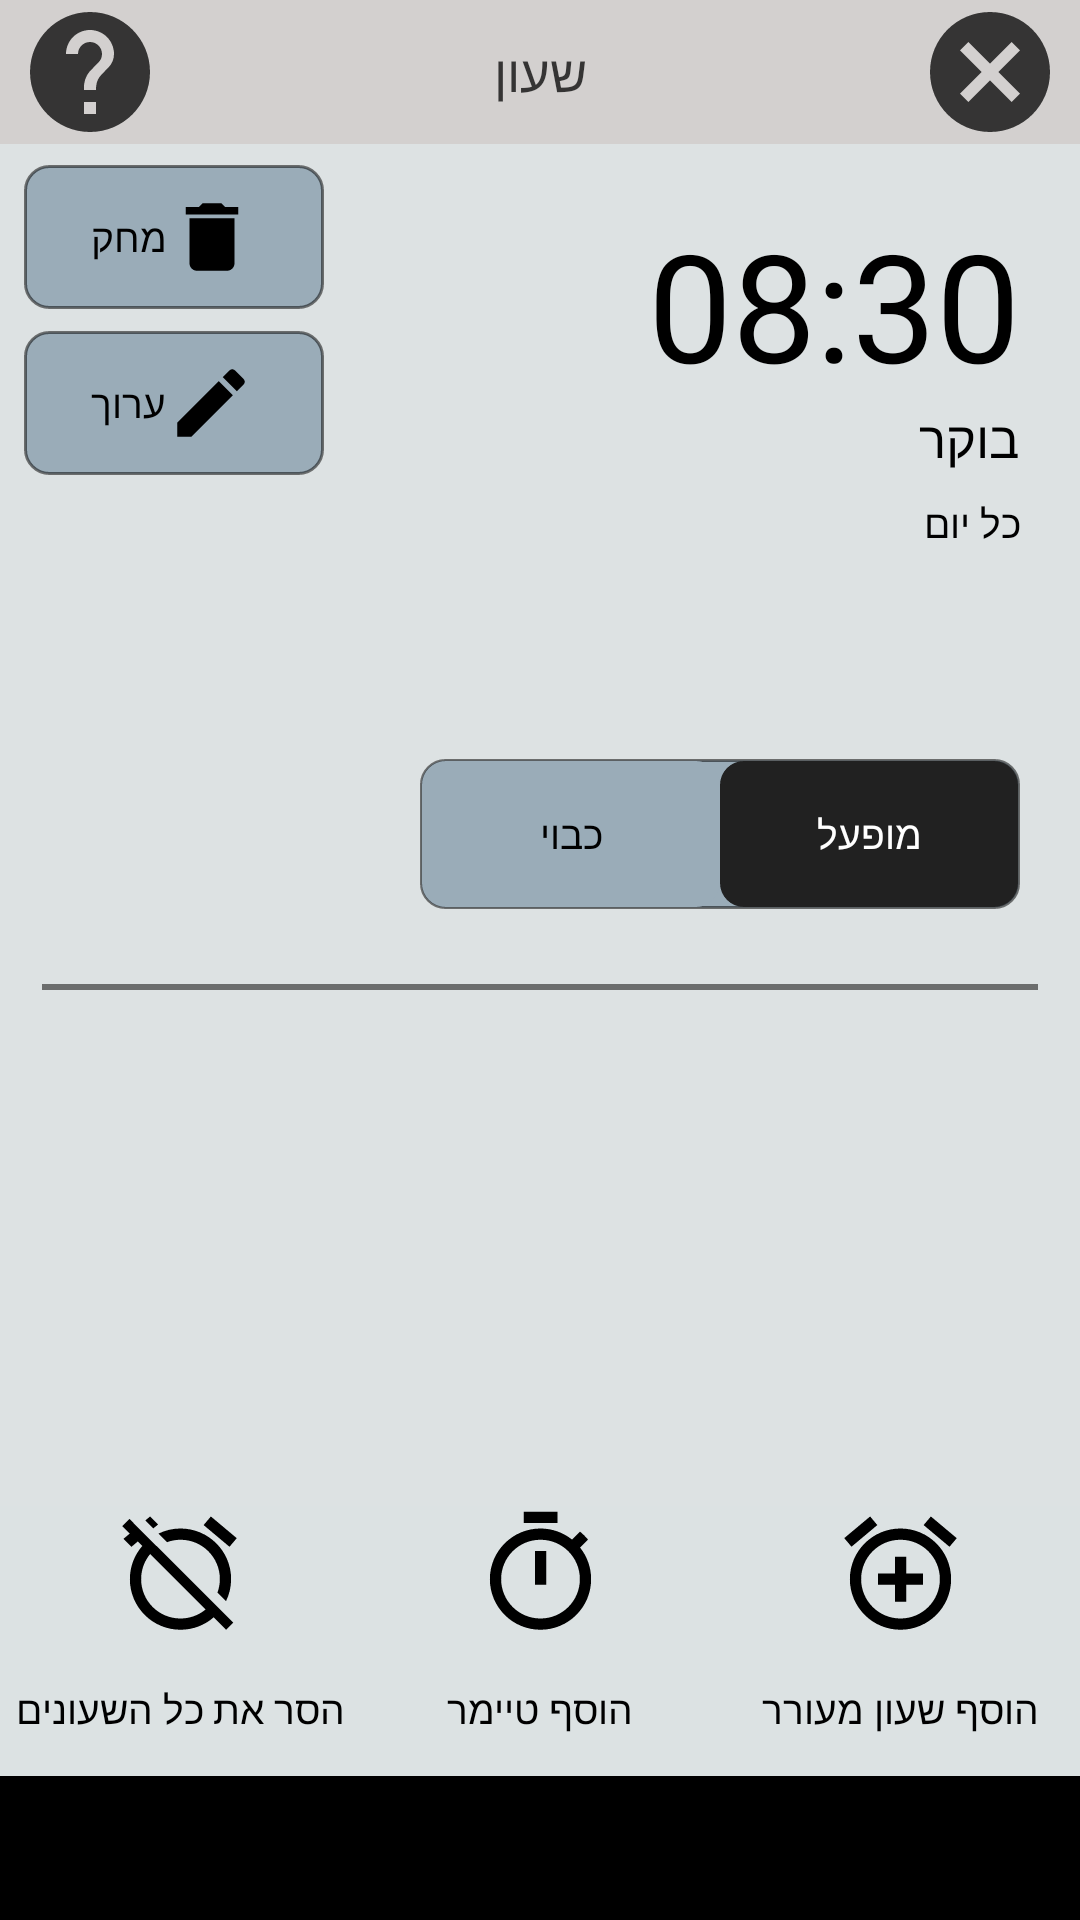 שעון
08:30
מחק
בוקר
ערוך
כל יום
מופעל
כבוי
הוסף שעון מעורר
הוסף טיימר
הסר את כל השעונים